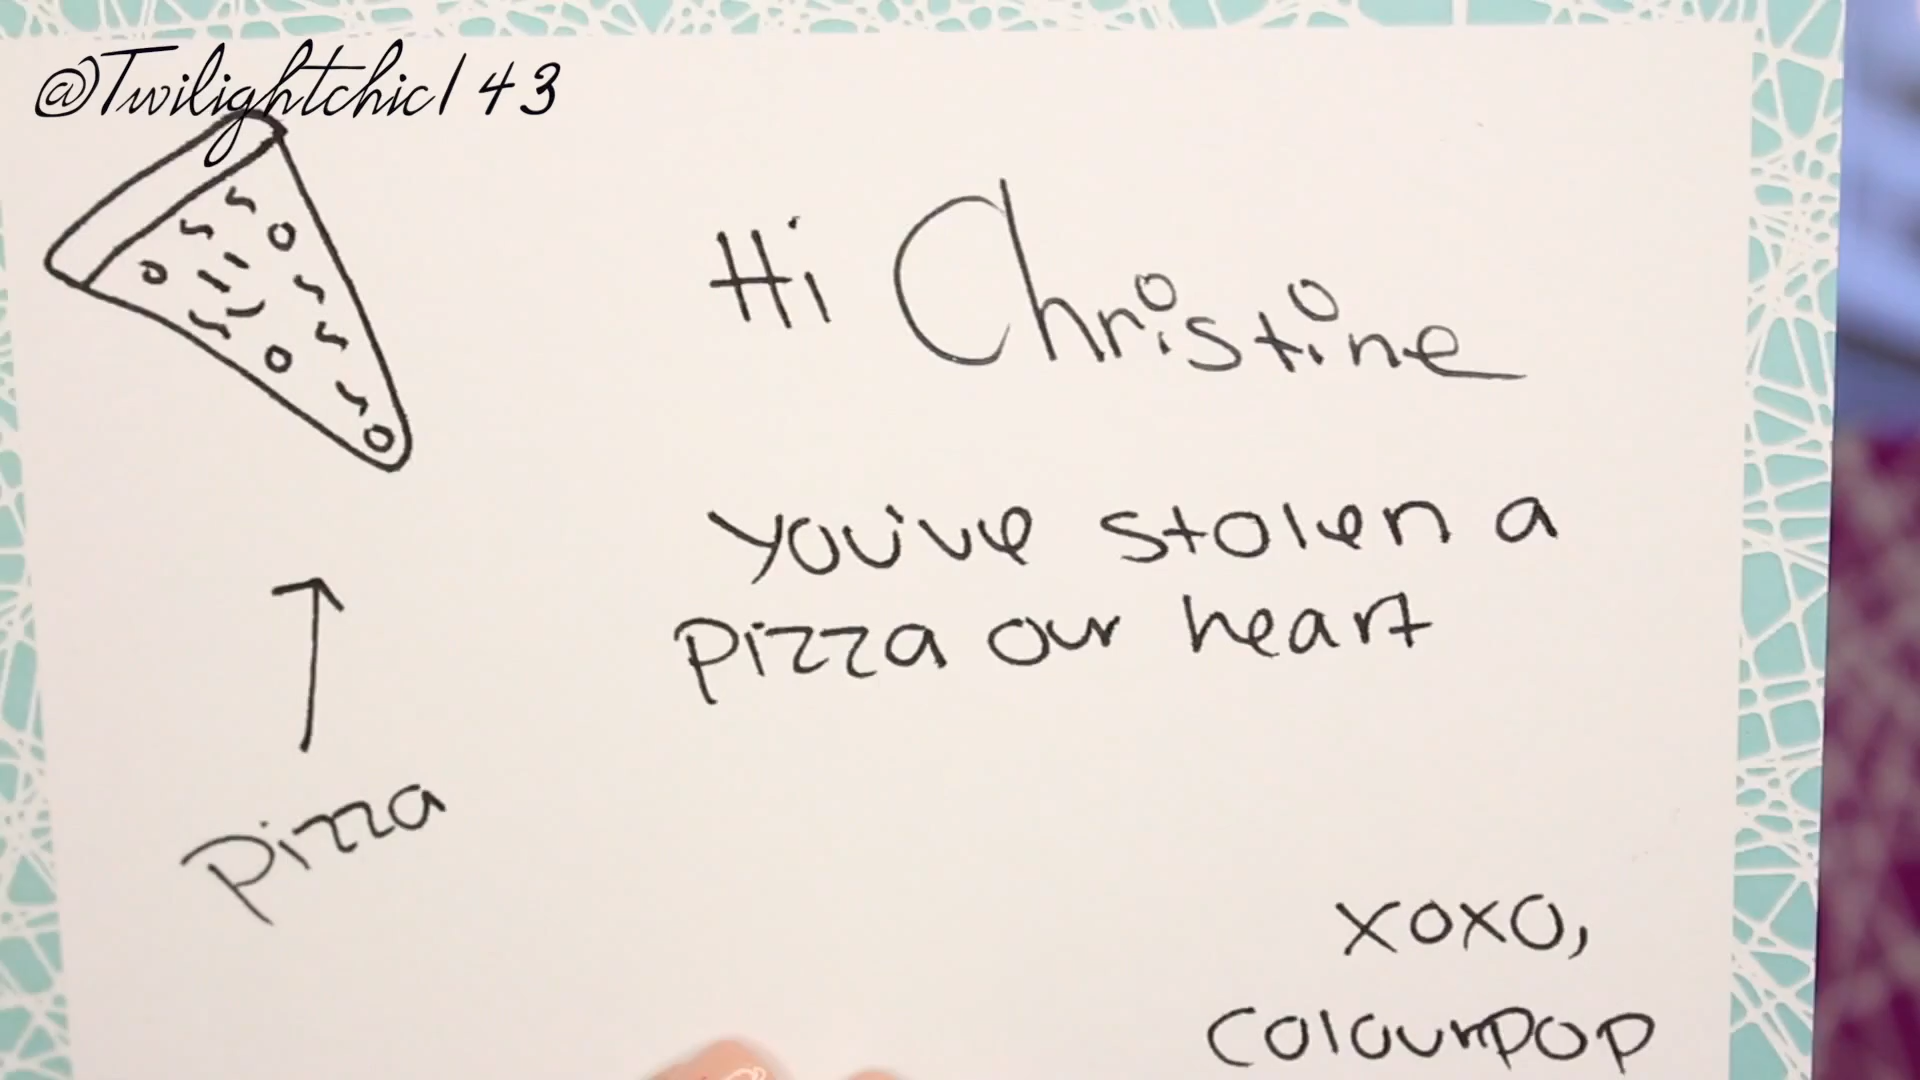 @Twilightchic143
Hi Christine
you've stolen a
pizza our heart
pizza
xoxo,
colourpop